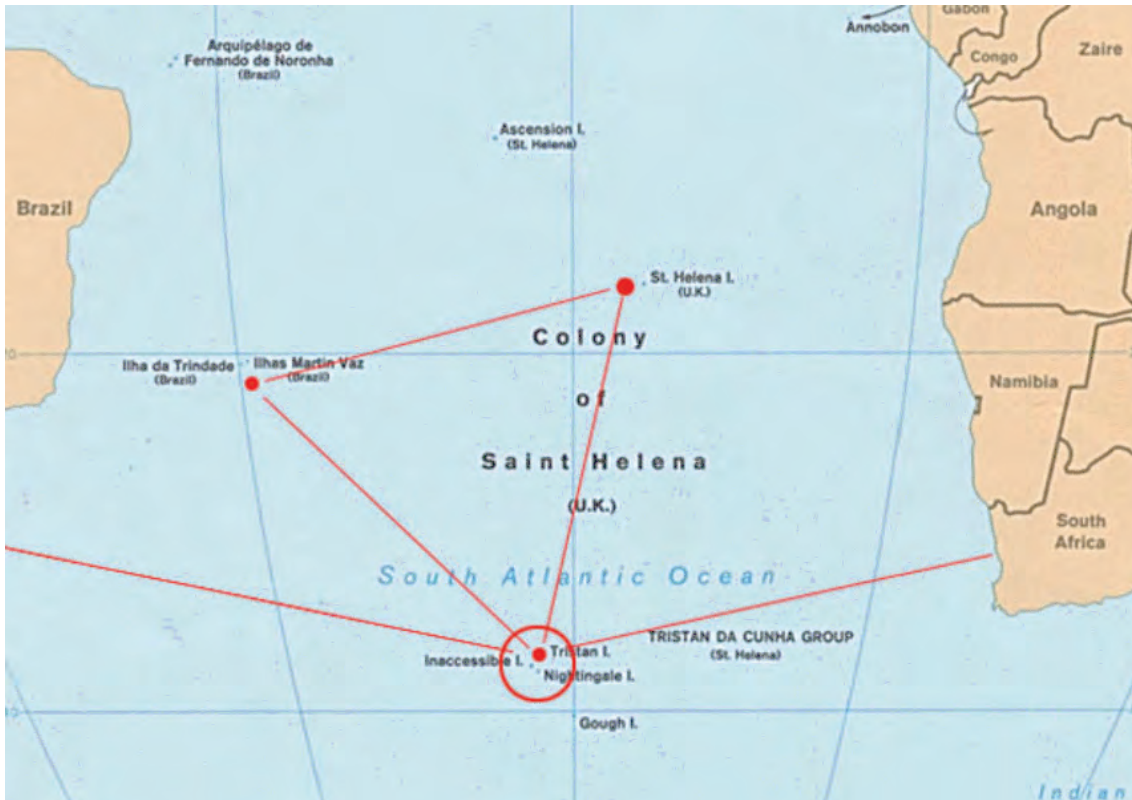 Gabon
Annobon
Arquipélago de
Fernando de Noronha
(Brazil)
Congo
Zaire
Ascension I.
(St. Helena)
Brazil
Angola
St. Helena I.
(U.K.)
Colony
Ilha da Trindade
(Brazil)
Ilhas Martin Vaz
(Brazil)
Namibia
of
Saint Helena
(U.K.)
South
Africa
South Atlantic Ocean
TRISTAN DA CUNHA GROUP
(St. Helena)
Tristan I.
Inaccessible I.
Nightingale I.
Gough I.
Indian